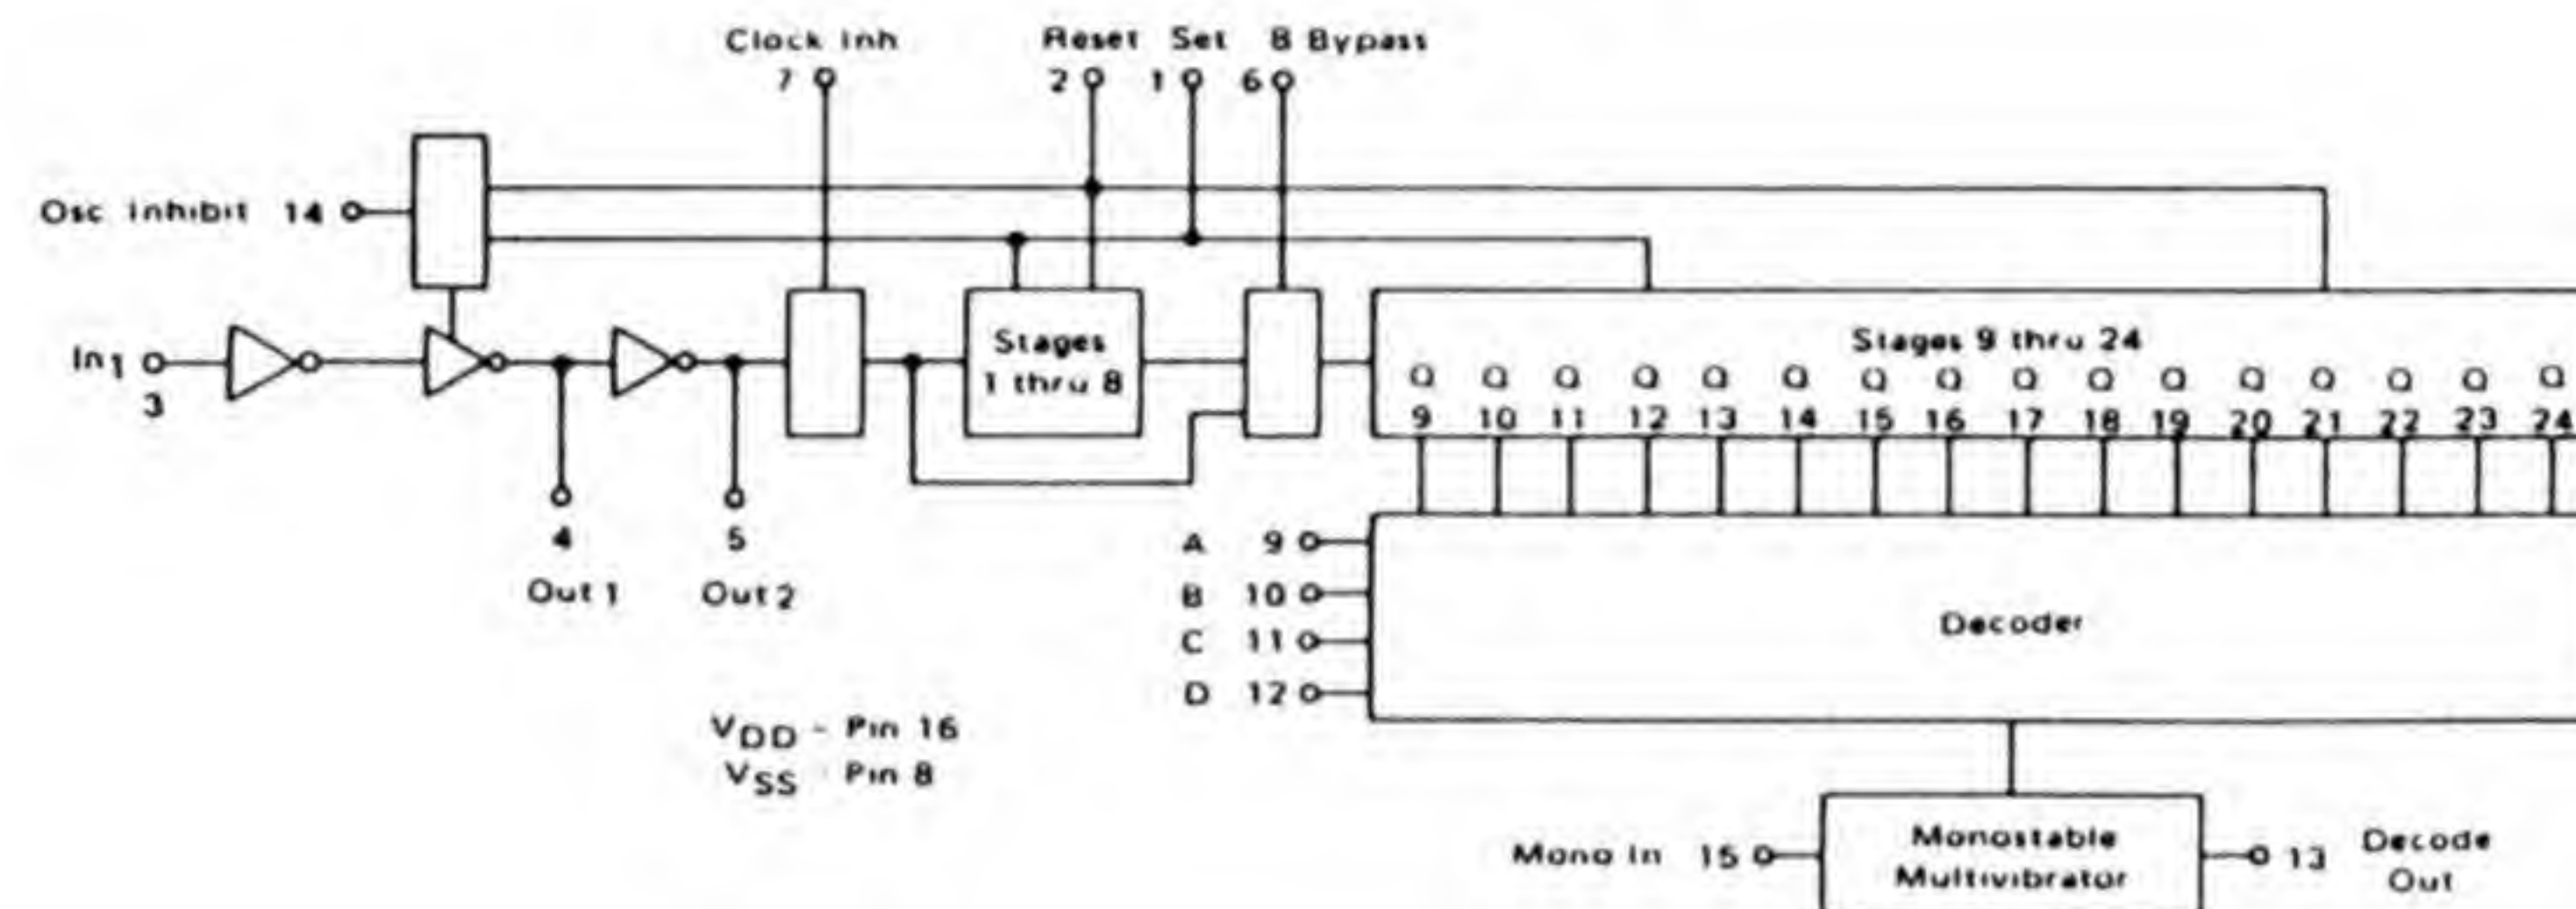 Clock Inh
Reset Set 8 Bypass
7 2 1 6
Osc Inhibit 14
In1
3
Stages
1 thru 8
Stages 9 thru 24
Q Q Q Q Q Q Q Q Q Q Q Q Q Q Q Q
9 10 11 12 13 14 15 16 17 18 19 20 21 22 23 24
4
Out 1
5
Out 2
A 9
B 10
C 11
D 12
Decoder
VDD - Pin 16
VSS Pin 8
Mono In 15
Monostable
Multivibrator
13 Decode
Out